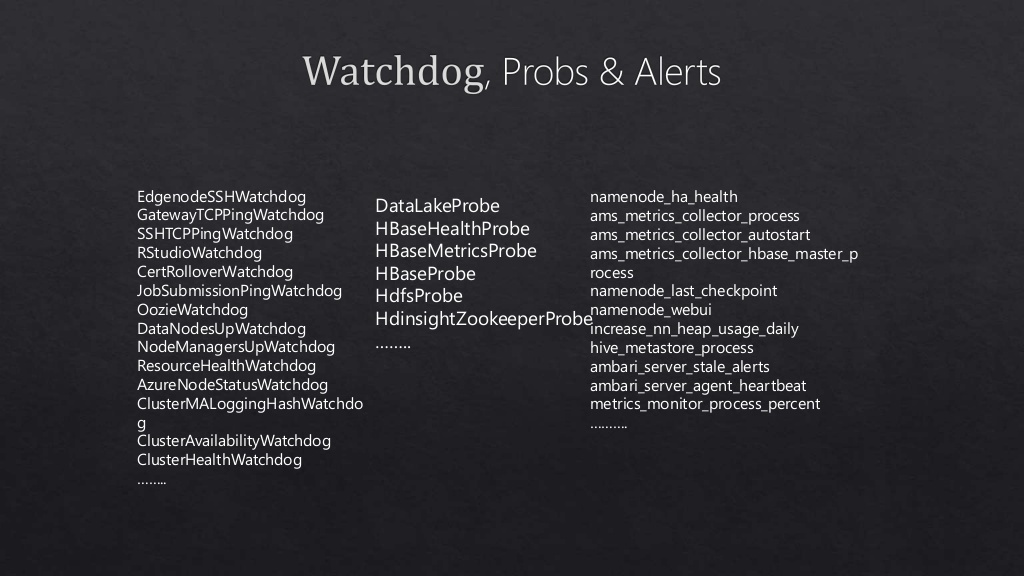 Watchdog, Probs & Alerts
EdgenodeSSHWatchdog
GatewayTCPPingWatchdog
SSHTCPPingWatchdog
RStudioWatchdog
CertRolloverWatchdog
JobSubmissionPingWatchdog
OozieWatchdog
DataNodesUpWatchdog
NodeManagersUpWatchdog
ResourceHealthWatchdog
AzureNodeStatusWatchdog
ClusterMALoggingHashWatchdo
g
ClusterAvailabilityWatchdog
ClusterHealthWatchdog
........
DataLakeProbe
HBaseHealthProbe
HBaseMetricsProbe
HBaseProbe
HdfsProbe
HdinsightZookeeperProbe
........
namenode_ha_health
ams_metrics_collector_process
ams_metrics_collector_autostart
ams_metrics_collector_hbase_master_p
rocess
namenode_last_checkpoint
namenode_webui
increase_nn_heap_usage_daily
hive_metastore_process
ambari_server_stale_alerts
ambari_server_agent_heartbeat
metrics_monitor_process_percent
..........